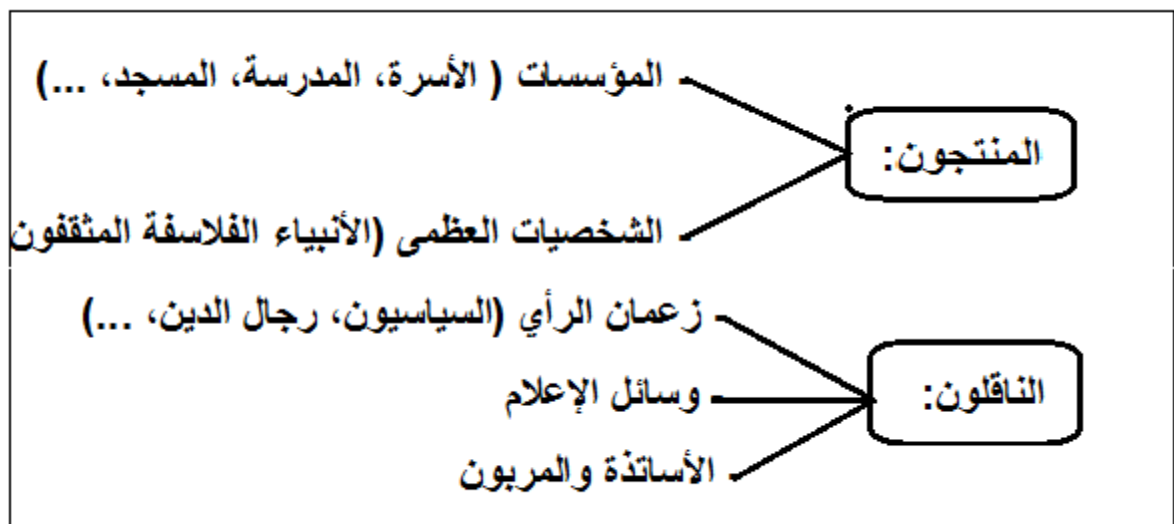 المنتجون:
- المؤسسات ( الأسرة، المدرسة، المسجد، ...)
- الشخصيات العظمى (الأنبياء الفلاسفة المثقفون
الناقلون:
- زعمان الرأي (السياسيون، رجال الدين، ...)
- وسائل الإعلام
- الأساتذة والمربون